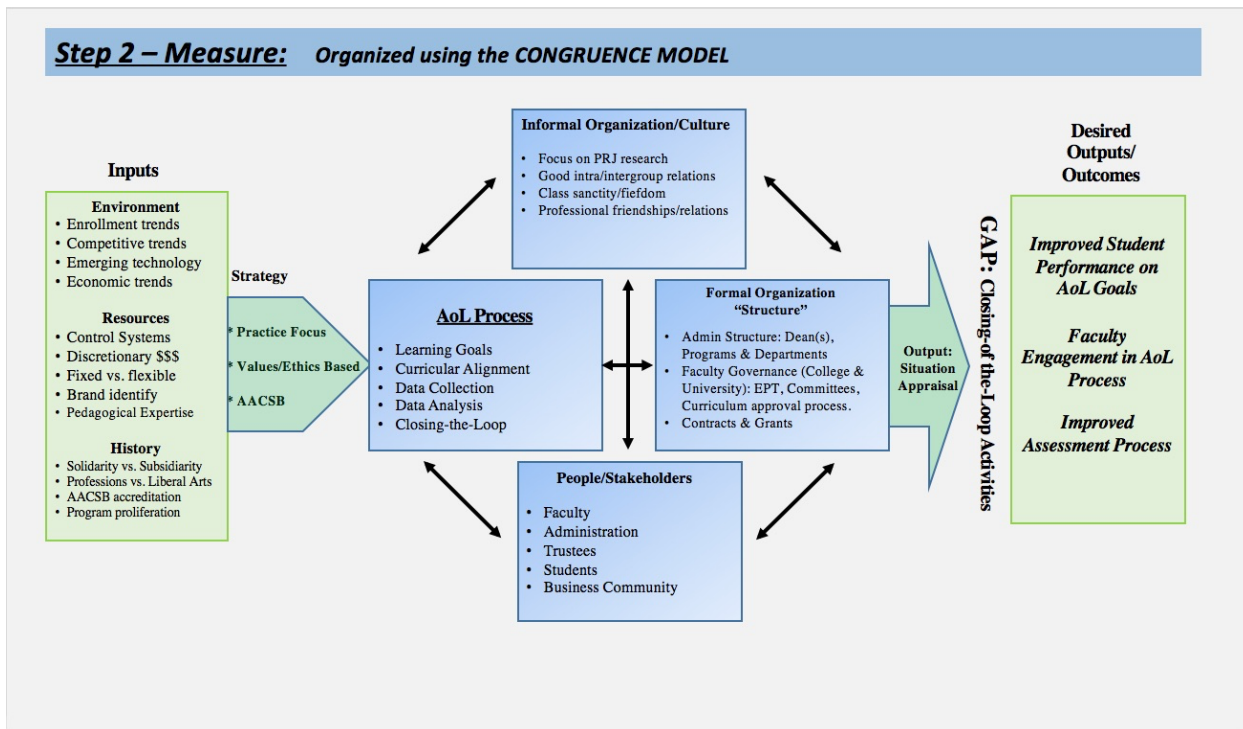 Step 2 – Measure: Organized using the CONGRUENCE MODEL
Inputs
Environment
• Enrollment trends
• Competitive trends
• Emerging technology
• Economic trends
Resources
• Control Systems
• Discretionary $$$
• Fixed vs. flexible
• Brand identify
• Pedagogical Expertise
History
• Solidarity vs. Subsidiarity
• Professions vs. Liberal Arts
• AACSB accreditation
• Program proliferation
Strategy
* Practice Focus
* Values/Ethics Based
* AACSB
Informal Organization/Culture
• Focus on PRJ research
• Good intra/intergroup relations
• Class sanctity/fiefdom
• Professional friendships/relations
AoL Process
• Learning Goals
• Curricular Alignment
• Data Collection
• Data Analysis
• Closing-the-Loop
Formal Organization
“Structure”
• Admin Structure: Dean(s),
Programs & Departments
• Faculty Governance (College &
University): EPT, Committees,
Curriculum approval process.
• Contracts & Grants
People/Stakeholders
• Faculty
• Administration
• Trustees
• Students
• Business Community
Output:
Situation
Appraisal
GAP: Closing-of the-Loop Activities
Desired
Outputs/
Outcomes
Improved Student
Performance on
AoL Goals
Faculty
Engagement in AoL
Process
Improved
Assessment Process